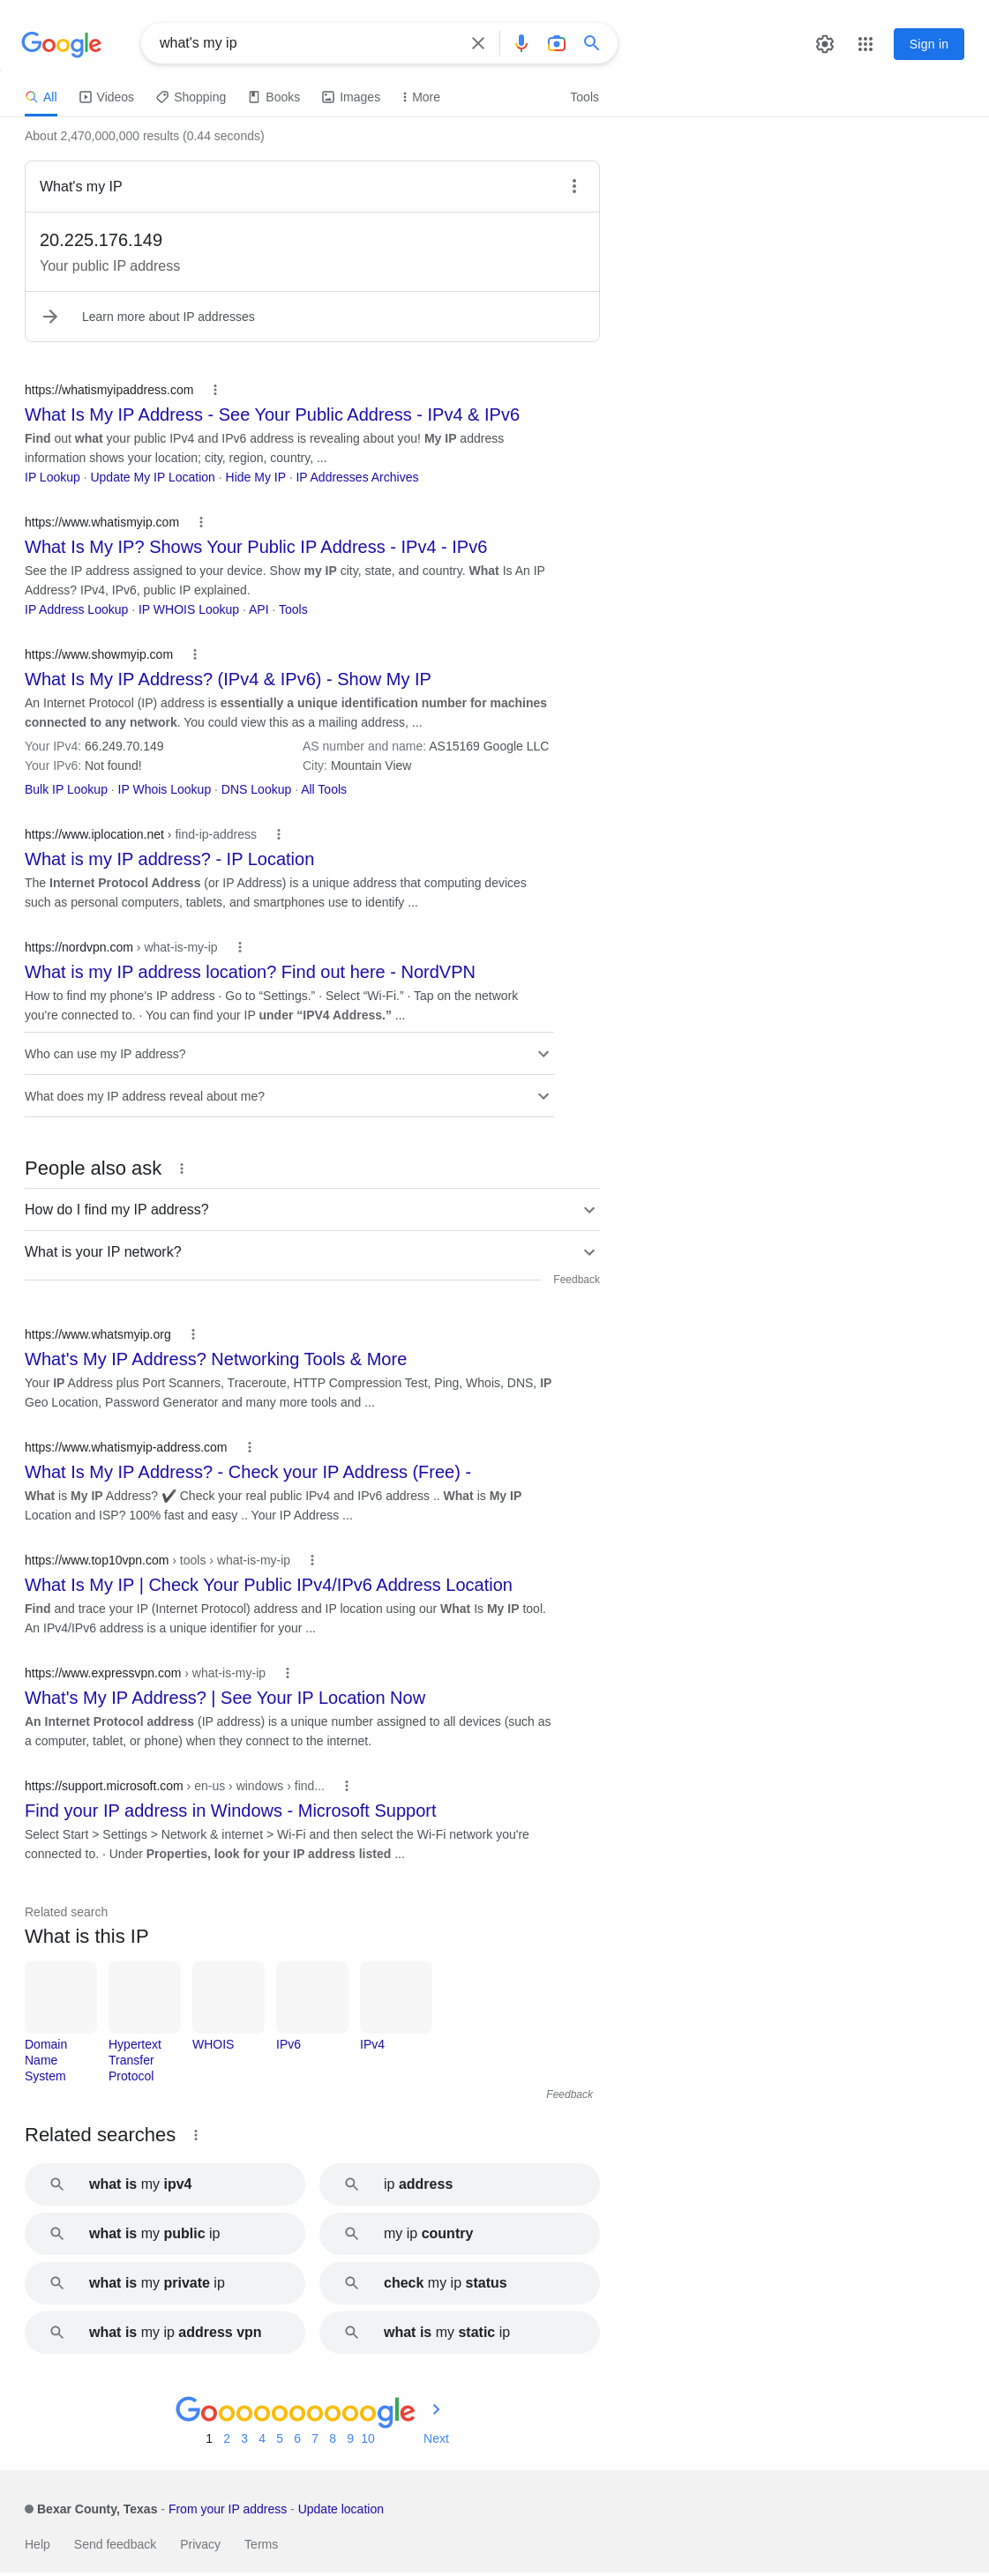 Google
what's my ip
Sign in
All Videos Shopping Books Images More Tools
About 2,470,000,000 results (0.44 seconds)
What's my IP
20.225.176.149
Your public IP address
Learn more about IP addresses
https://whatismyipaddress.com
What Is My IP Address - See Your Public Address - IPv4 & IPv6
Find out what your public IPv4 and IPv6 address is revealing about you! My IP address
information shows your location; city, region, country, ...
IP Lookup · Update My IP Location · Hide My IP · IP Addresses Archives
https://www.whatismyip.com
What Is My IP? Shows Your Public IP Address - IPv4 - IPv6
See the IP address assigned to your device. Show my IP city, state, and country. What Is An IP
Address? IPv4, IPv6, public IP explained.
IP Address Lookup · IP WHOIS Lookup · API · Tools
https://www.showmyip.com
What Is My IP Address? (IPv4 & IPv6) - Show My IP
An Internet Protocol (IP) address is essentially a unique identification number for machines
connected to any network. You could view this as a mailing address, ...
Your IPv4: 66.249.70.149 AS number and name: AS15169 Google LLC
Your IPv6: Not found! City: Mountain View
Bulk IP Lookup · IP Whois Lookup · DNS Lookup · All Tools
https://www.iplocation.net › find-ip-address
What is my IP address? - IP Location
The Internet Protocol Address (or IP Address) is a unique address that computing devices
such as personal computers, tablets, and smartphones use to identify ...
https://nordvpn.com › what-is-my-ip
What is my IP address location? Find out here - NordVPN
How to find my phone's IP address · Go to “Settings.” · Select “Wi-Fi.” · Tap on the network
you're connected to. · You can find your IP under “IPV4 Address.” ...
Who can use my IP address?
What does my IP address reveal about me?
People also ask
How do I find my IP address?
What is your IP network?
Feedback
https://www.whatsmyip.org
What's My IP Address? Networking Tools & More
Your IP Address plus Port Scanners, Traceroute, HTTP Compression Test, Ping, Whois, DNS, IP
Geo Location, Password Generator and many more tools and ...
https://www.whatismyip-address.com
What Is My IP Address? - Check your IP Address (Free) -
What is My IP Address? ✔️ Check your real public IPv4 and IPv6 address .. What is My IP
Location and ISP? 100% fast and easy .. Your IP Address ...
https://www.top10vpn.com › tools › what-is-my-ip
What Is My IP | Check Your Public IPv4/IPv6 Address Location
Find and trace your IP (Internet Protocol) address and IP location using our What Is My IP tool.
An IPv4/IPv6 address is a unique identifier for your ...
https://www.expressvpn.com › what-is-my-ip
What's My IP Address? | See Your IP Location Now
An Internet Protocol address (IP address) is a unique number assigned to all devices (such as
a computer, tablet, or phone) when they connect to the internet.
https://support.microsoft.com › en-us › windows › find...
Find your IP address in Windows - Microsoft Support
Select Start > Settings > Network & internet > Wi-Fi and then select the Wi-Fi network you're
connected to. · Under Properties, look for your IP address listed ...
Related search
What is this IP
Domain Name System
Hypertext Transfer Protocol
WHOIS
IPv6
IPv4
Feedback
Related searches
what is my ipv4
ip address
what is my public ip
my ip country
what is my private ip
check my ip status
what is my ip address vpn
what is my static ip
Goooooooooogle
1 2 3 4 5 6 7 8 9 10 Next
Bexar County, Texas - From your IP address - Update location
Help Send feedback Privacy Terms